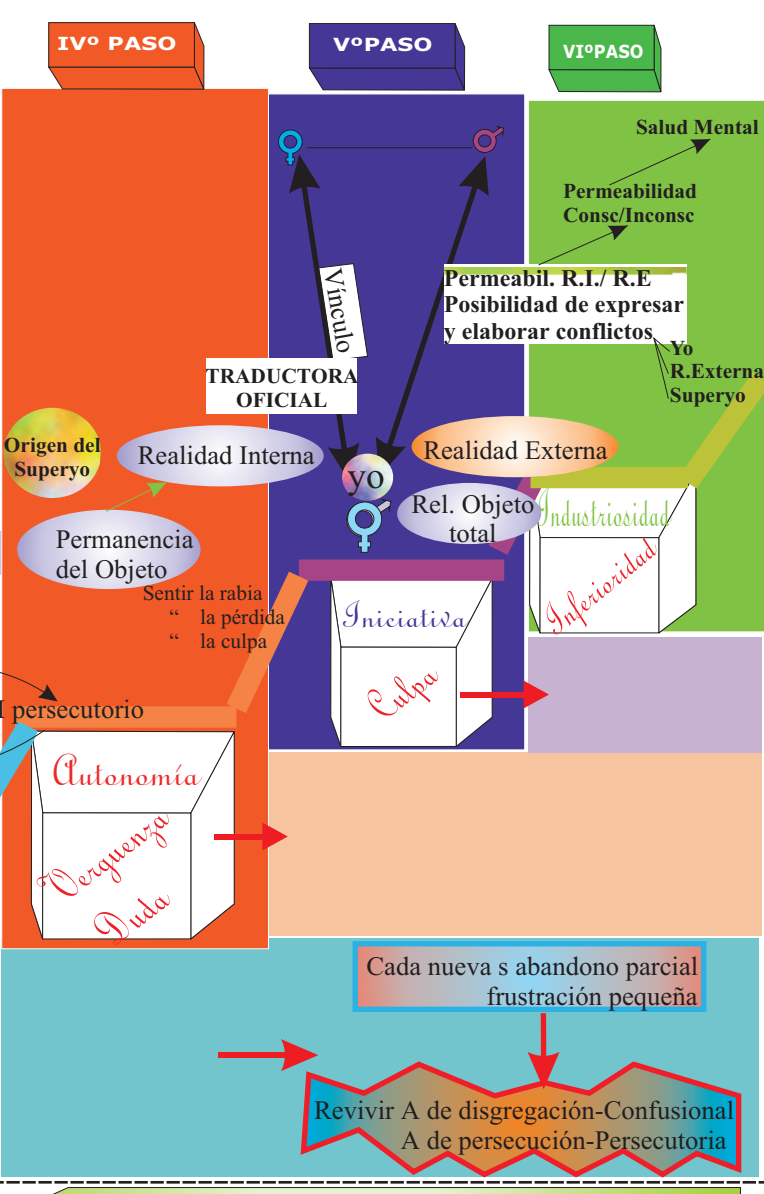 IVº PASO
VºPASO
VIºPASO
Salud Mental
Permeabilidad
Consc/Inconsc
Permeabil. R.I./ R.E
Posibilidad de expresar
y elaborar conflictos
Yo
R.Externa
Superyo
Vínculo
TRADUCTORA
OFICIAL
Origen del
Superyo
Realidad Interna
yo
Realidad Externa
Rel. Objeto
total
Permanencia
del Objeto
Sentir la rabia
“ la pérdida
“ la culpa
Industriosidad
Inferioridad
Iniciativa
Culpa
persecutorio
Autonomía
Verguenza
Duda
Cada nueva s abandono parcial
frustración pequeña
Revivir A de disgregación-Confusional
A de persecución-Persecutoria